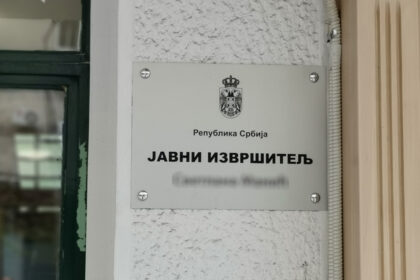 Република Србија
ЈАВНИ ИЗВРШИТЕЉ